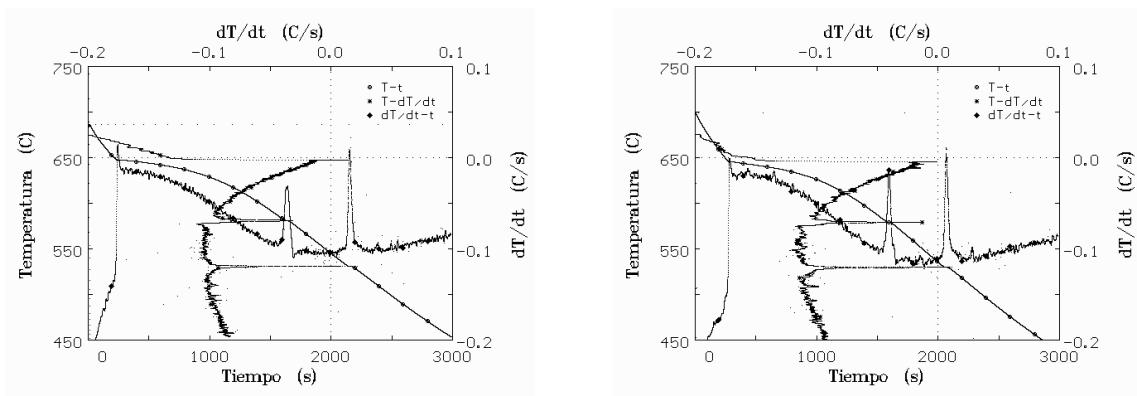 dT/dt (C/s)
-0.2 -0.1 0.0 0.1
750 0.1
T-t
T-dT/dt
dT/dt-t
650 0.0
Temperatura (C)
dT/dt (C/s)
550 -0.1
450 -0.2
0 1000 2000 3000
Tiempo (s)
dT/dt (C/s)
-0.2 -0.1 0.0 0.1
750 0.1
T-t
T-dT/dt
dT/dt-t
650 0.0
Temperatura (C)
dT/dt (C/s)
550 -0.1
450 -0.2
0 1000 2000 3000
Tiempo (s)